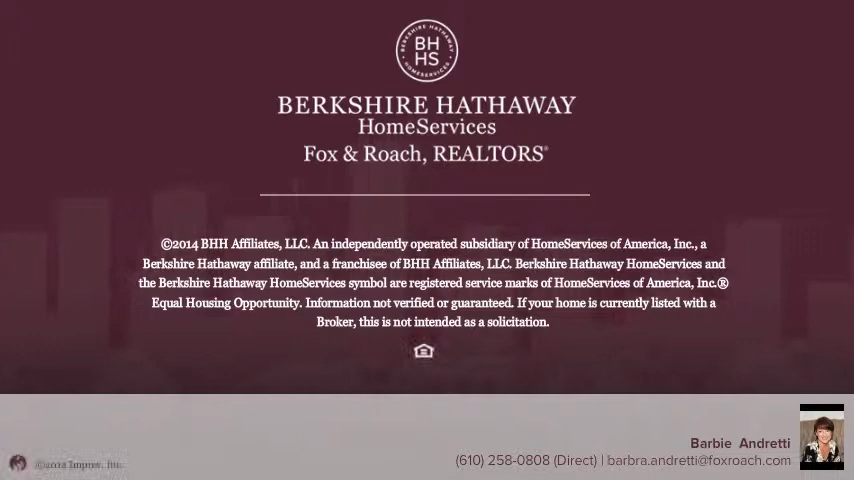 BERKSHIRE HATHAWAY HOMESERVICES
BH
HS
BERKSHIRE HATHAWAY
HomeServices
Fox & Roach, REALTORS®
©2014 BHH Affiliates, LLC. An independently operated subsidiary of HomeServices of America, Inc., a
Berkshire Hathaway affiliate, and a franchisee of BHH Affiliates, LLC. Berkshire Hathaway HomeServices and
the Berkshire Hathaway HomeServices symbol are registered service marks of HomeServices of America, Inc.®
Equal Housing Opportunity. Information not verified or guaranteed. If your home is currently listed with a
Broker, this is not intended as a solicitation.
Barbie Andretti
(610) 258-0808 (Direct) | barbra.andretti@foxroach.com